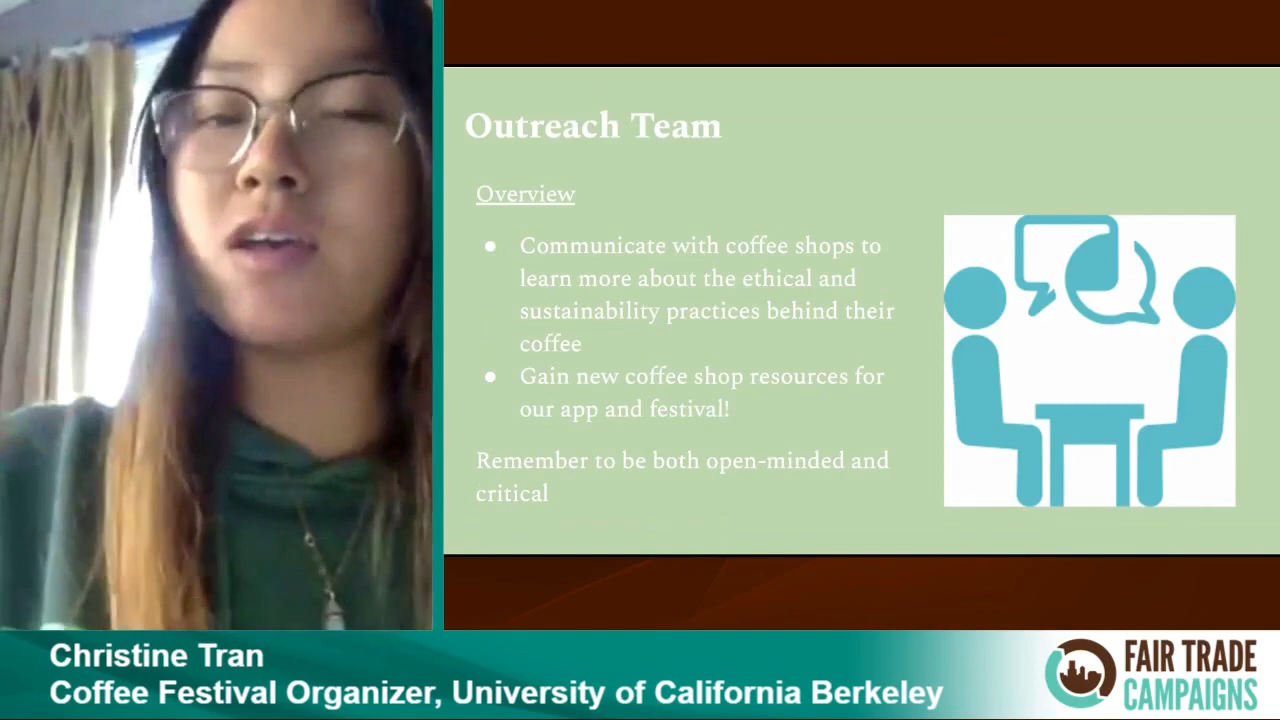 Outreach Team
Overview
● Communicate with coffee shops to
learn more about the ethical and
sustainability practices behind their
coffee
● Gain new coffee shop resources for
our app and festival!
Remember to be both open-minded and
critical
Christine Tran
Coffee Festival Organizer, University of California Berkeley
FAIR TRADE
CAMPAIGNS